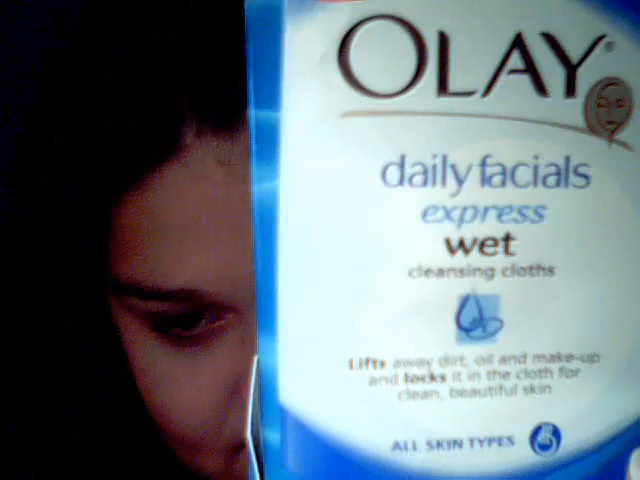 OLAY®
daily facials
express
wet
cleansing cloths
Lifts away dirt, oil and make-up
and locks it in the cloth for
clean, beautiful skin
ALL SKIN TYPES